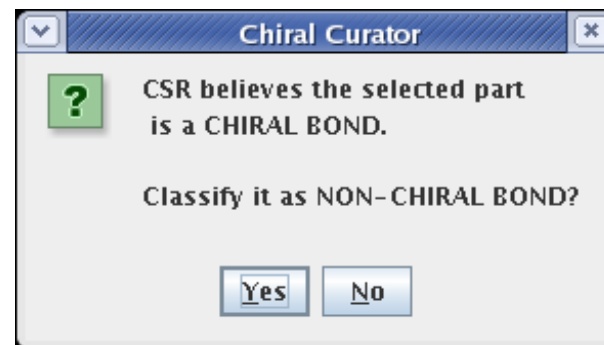 Chiral Curator
CSR believes the selected part
is a CHIRAL BOND.
Classify it as NON-CHIRAL BOND?
Yes No